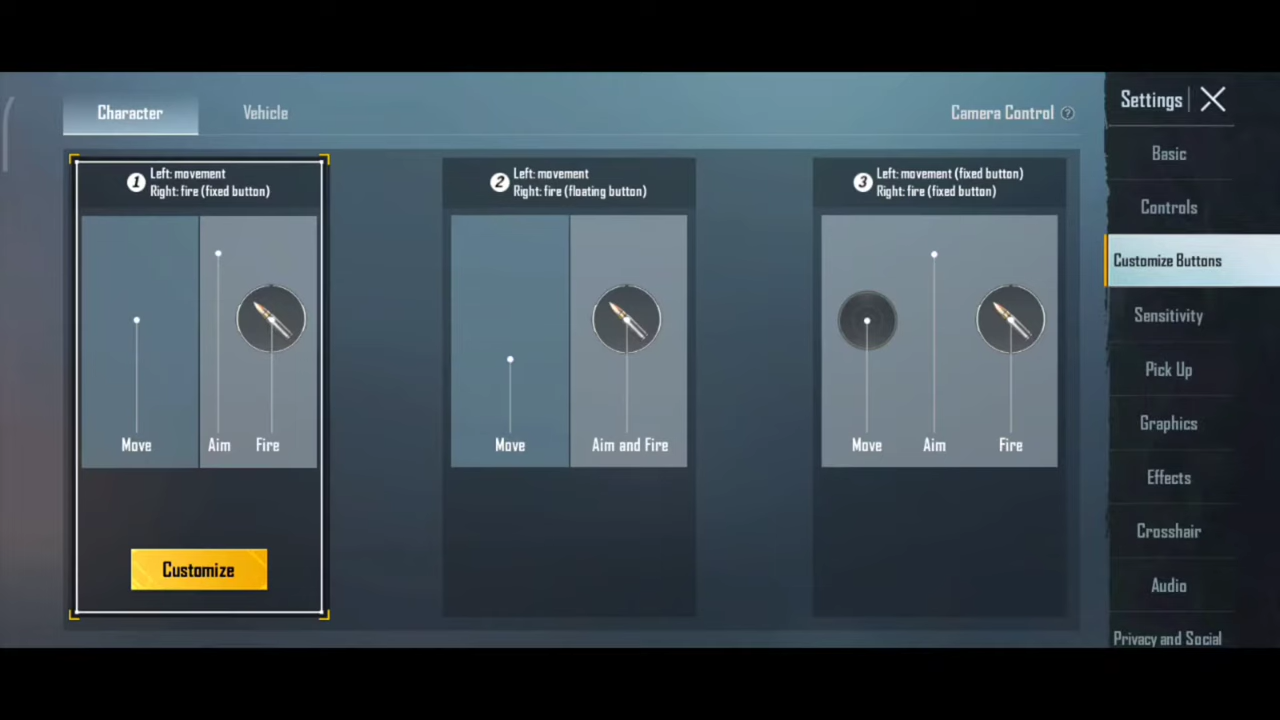 Character
Vehicle
Camera Control ?
Settings
1
Left: movement
Right: fire (fixed button)
Move
Aim
Fire
Customize
2
Left: movement
Right: fire (floating button)
Move
Aim and Fire
3
Left: movement (fixed button)
Right: fire (fixed button)
Move
Aim
Fire
Basic
Controls
Customize Buttons
Sensitivity
Pick Up
Graphics
Effects
Crosshair
Audio
Privacy and Social